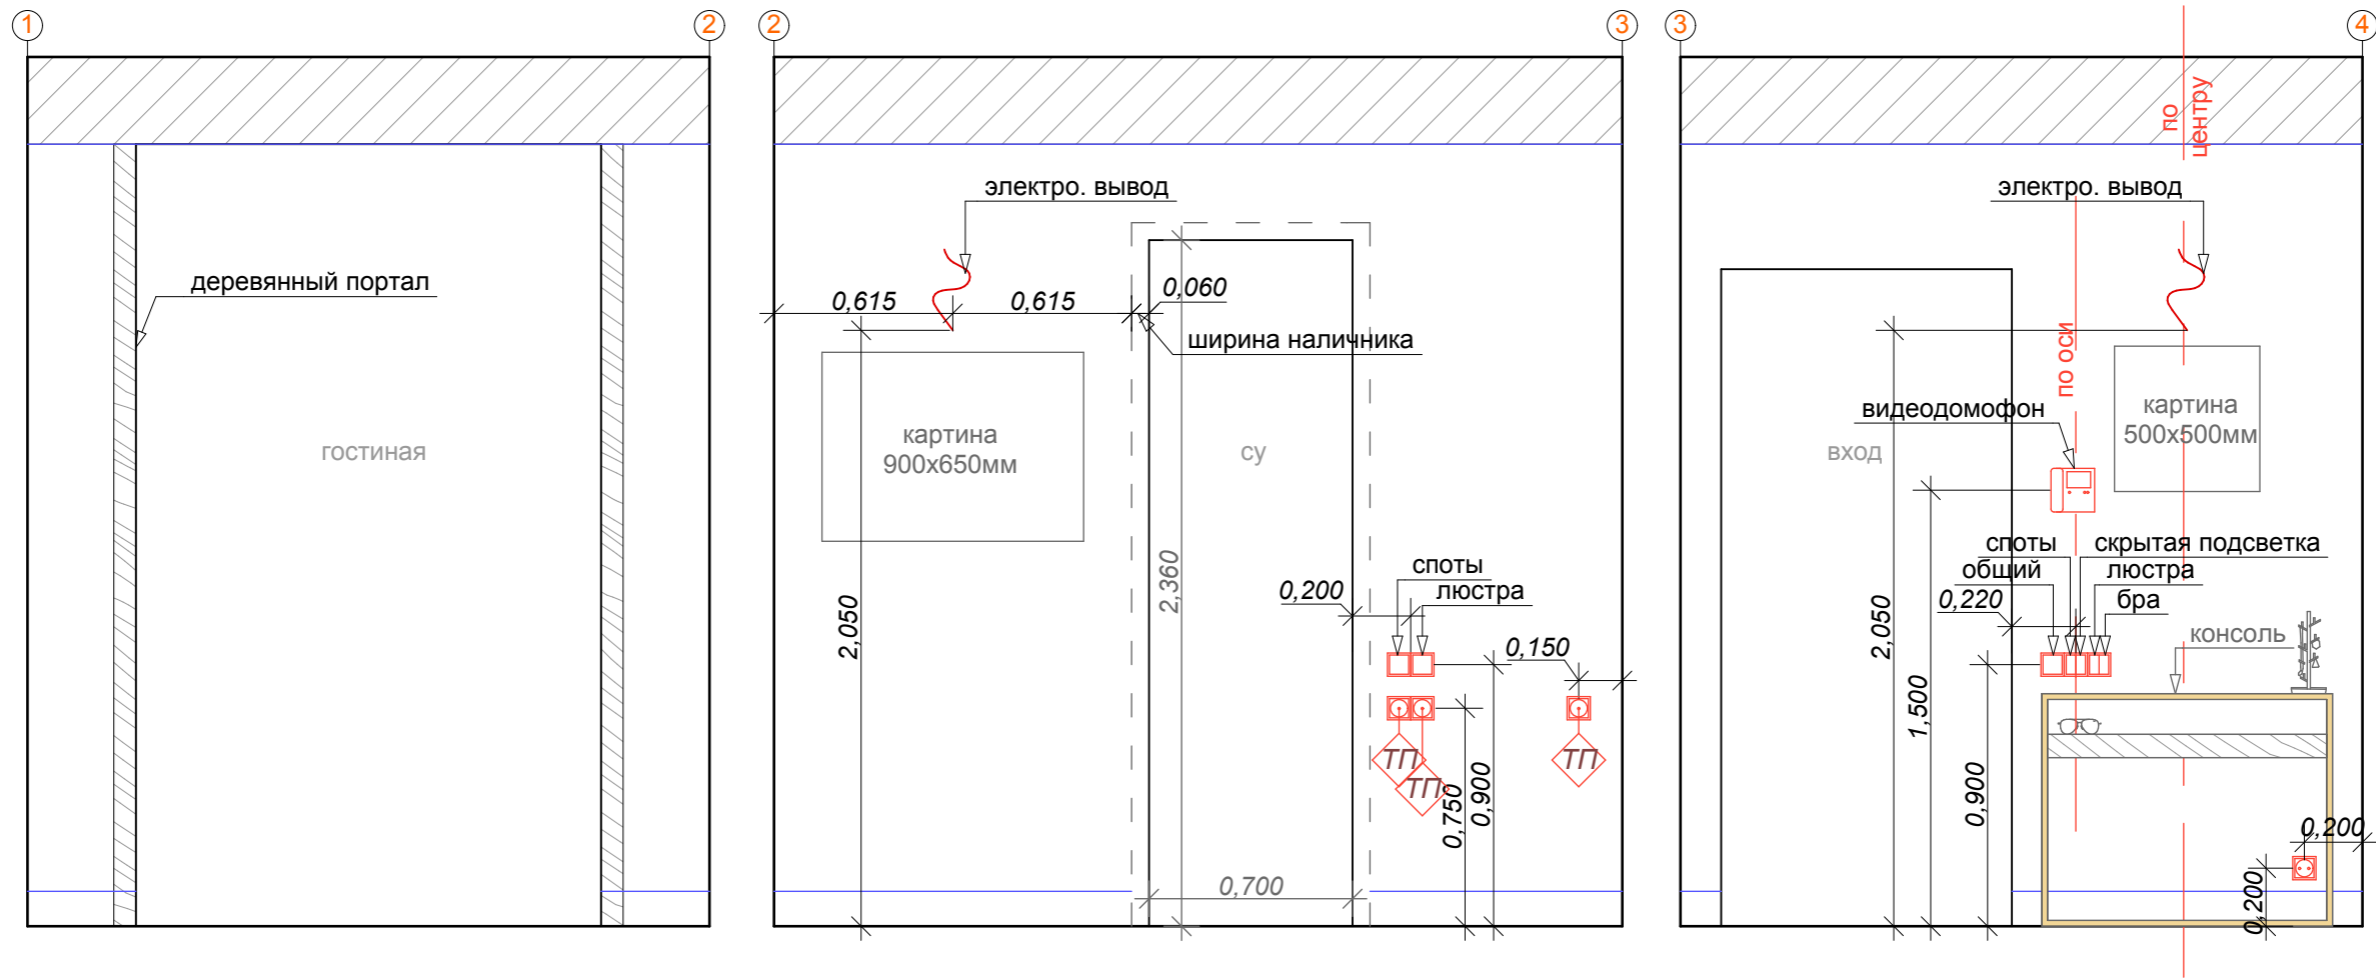 1
2
2
3
3
4
по
центру
электро. вывод
электро. вывод
деревянный портал
0,615
0,615
0,060
ширина наличника
по оси
видеодомофон
картина
500х500мм
картина
900х650мм
гостиная
су
вход
2,360
2,050
0,200
споты
люстра
0,150
ТП
ТП
ТП
0,750
0,900
0,700
2,050
1,500
0,900
споты
скрытая подсветка
общий
люстра
0,220
бра
консоль
0,200
0,200